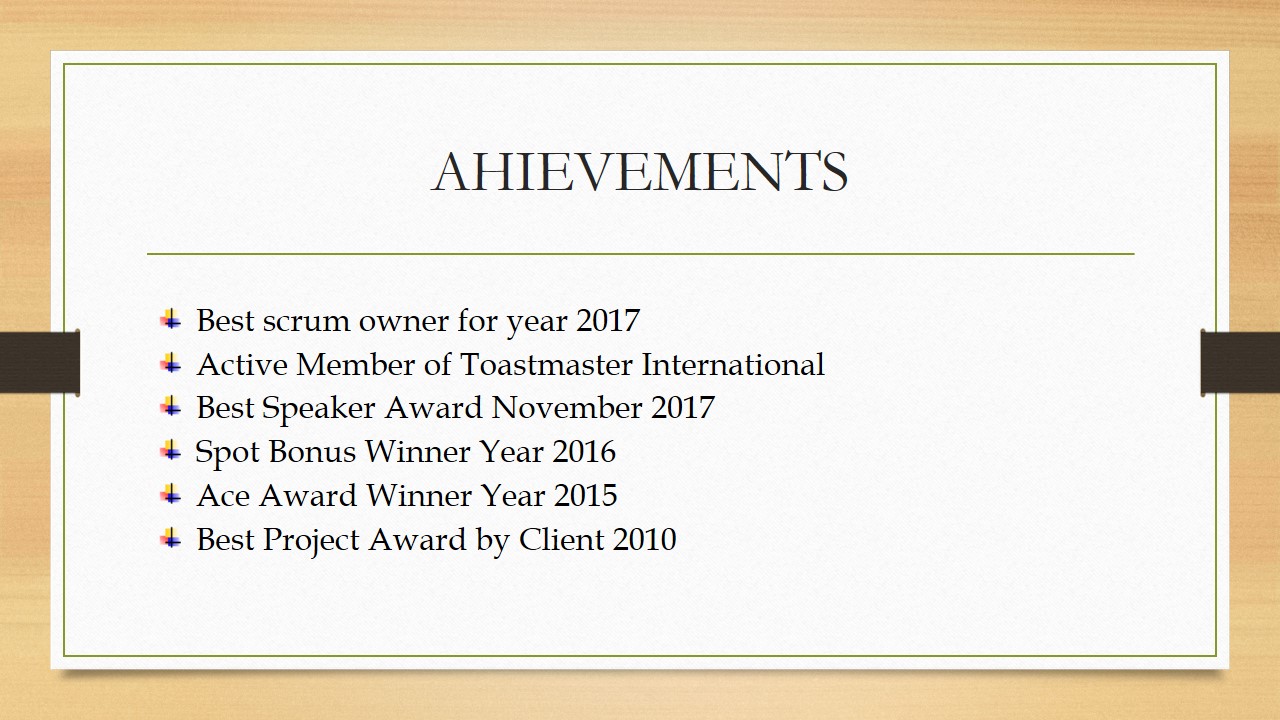 AHIEVEMENTS
Best scrum owner for year 2017
Active Member of Toastmaster International
Best Speaker Award November 2017
Spot Bonus Winner Year 2016
Ace Award Winner Year 2015
Best Project Award by Client 2010